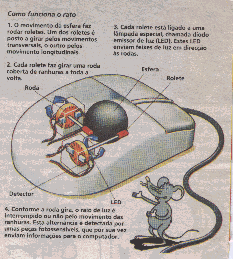 Como funciona o rato
1. O movimento da esfera faz
rodar roletes. Um dos roletes é
posto a girar pelos movimentos
transversais, o outro pelos
movimento longitudinais
2. Cada rolete faz girar uma roda
coberta de ranhuras a toda a
volta.
3. Cada rolete está ligado a uma
lâmpada especial, chamada díodo
emissor de luz (LED). Estes LED
enviam feixes de luz em direcção
às rodas.
Esfera
Rolete
Roda
Detector
LED
4. Conforme a roda gira, o raio de luz é
interrompido ou não pelo movimento das
ranhuras. Esta alternância é detectada por
umas peças fotossensíveis, que por sua vez
enviam informações para o computador.